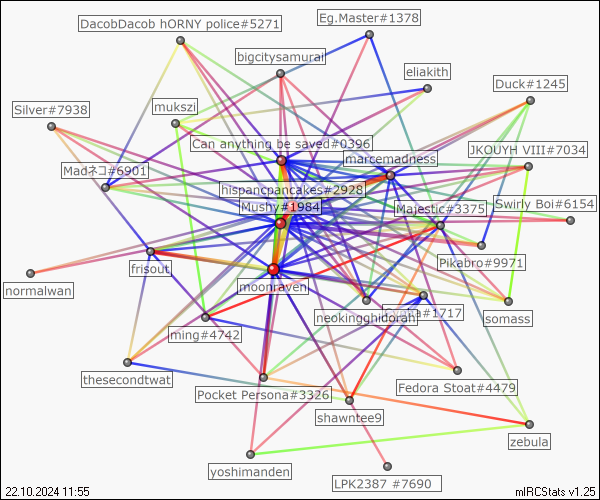 DacobDacob hORNY police#5271
Eg.Master#1378
bigcitysamurai
eliakith
Duck#1245
Silver#7938
mukszi
Can anything be saved#0396
marcemadness
JKOUYH VIII#7034
Madネコ#6901
hispancpancakes#2928
Mushy#1984
Majestic#3375
Swirly Boi#6154
Pikabro#9971
frisout
normalwan
moonraven
neokingghidorah
#1717
isomass
ming#4742
thesecondtwat
Pocket Persona#3326
Fedora Stoat#4479
shawntee9
zebula
yoshimanden
LPK2387 #7690
22.10.2024 11:55
mIRCStats v1.25